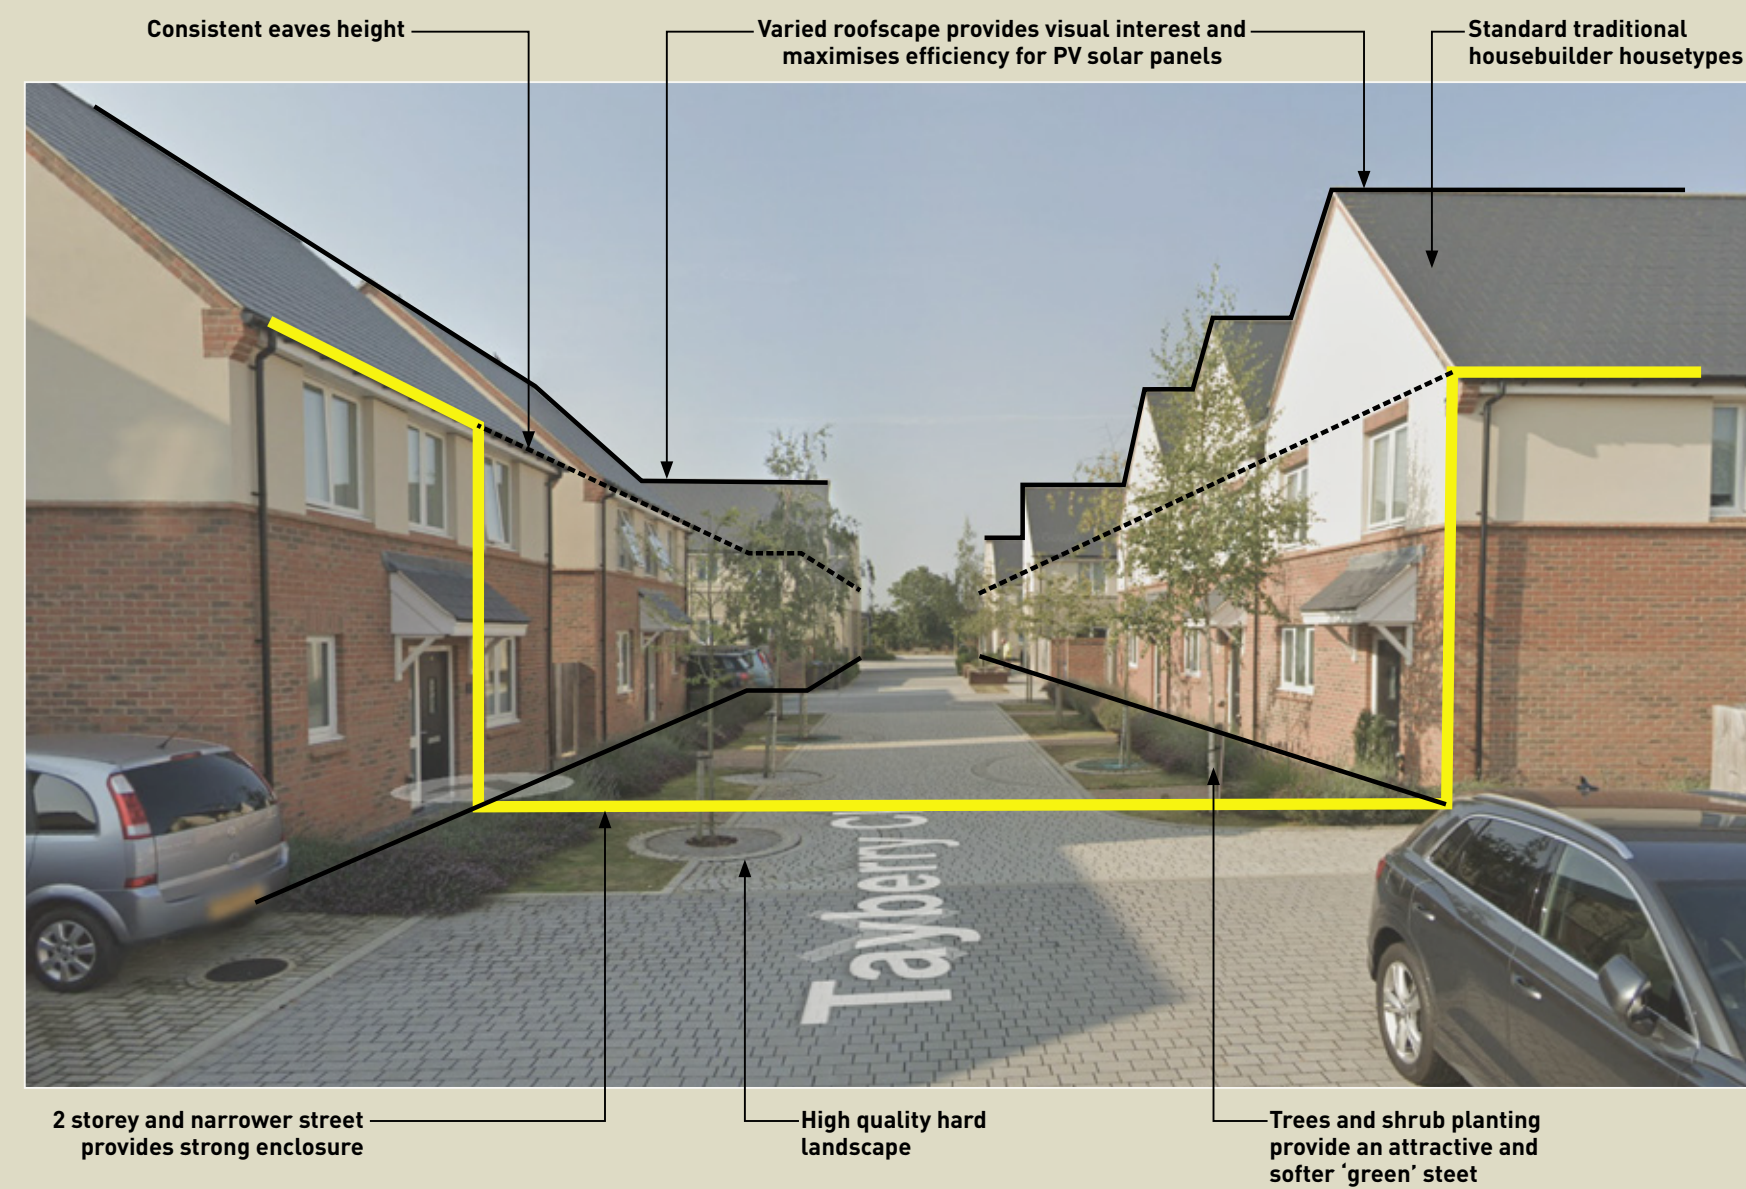 Consistent eaves height
Varied roofscape provides visual interest and
maximises efficiency for PV solar panels
Standard traditional
housebuilder housetypes
Tayberry
2 storey and narrower street
provides strong enclosure
High quality hard
landscape
Trees and shrub planting
provide an attractive and
softer ‘green’ steet